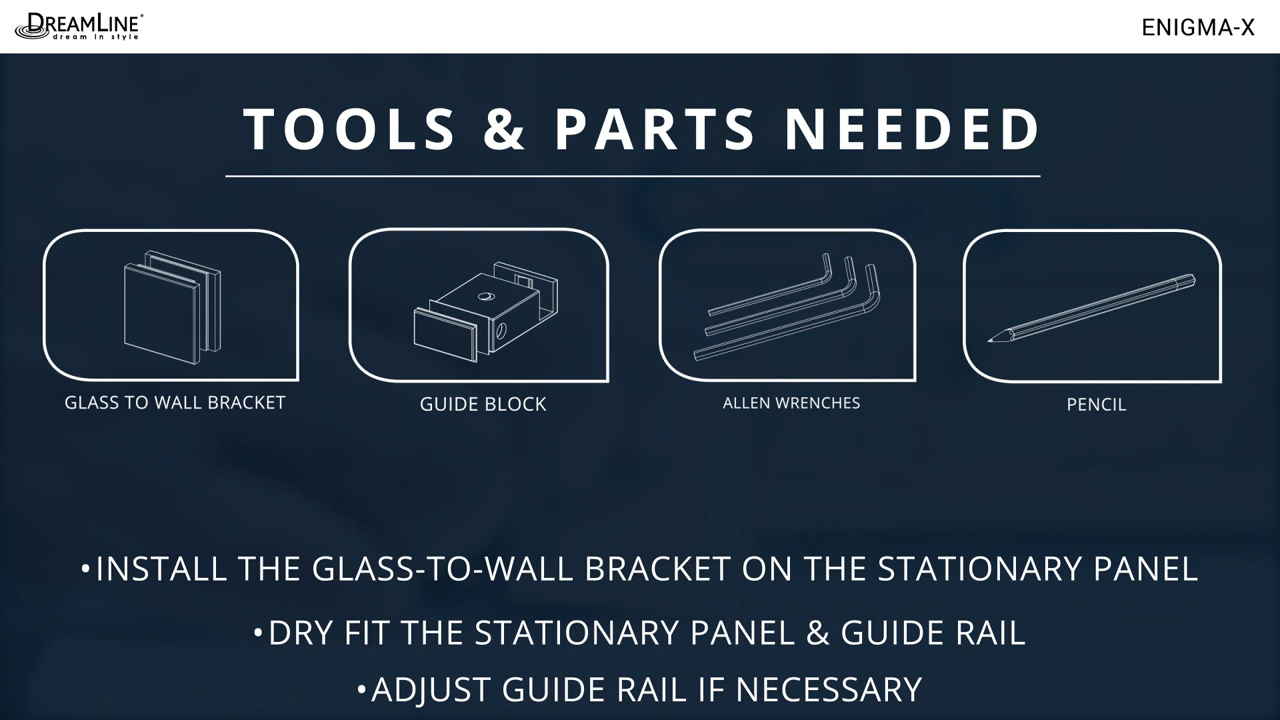 DREAMLINE®
dream in style
ENIGMA-X
TOOLS & PARTS NEEDED
GLASS TO WALL BRACKET
GUIDE BLOCK
ALLEN WRENCHES
PENCIL
•INSTALL THE GLASS-TO-WALL BRACKET ON THE STATIONARY PANEL
•DRY FIT THE STATIONARY PANEL & GUIDE RAIL
•ADJUST GUIDE RAIL IF NECESSARY